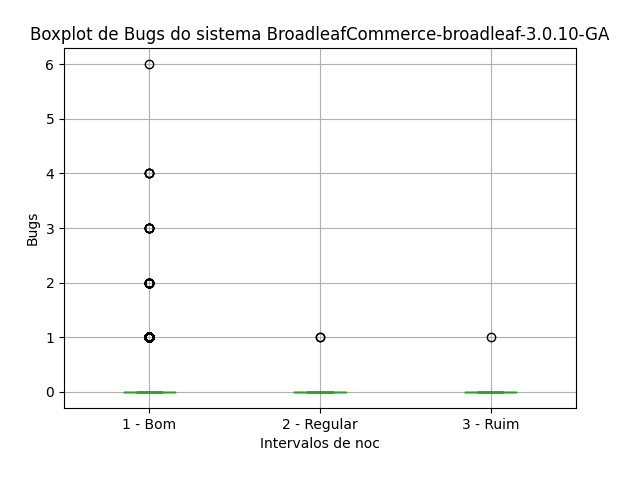 Boxplot de Bugs do sistema BroadleafCommerce-broadleaf-3.0.10-GA
6
5
4
3
2
1
0
Bugs
1 - Bom
2 - Regular
3 - Ruim
Intervalos de noc